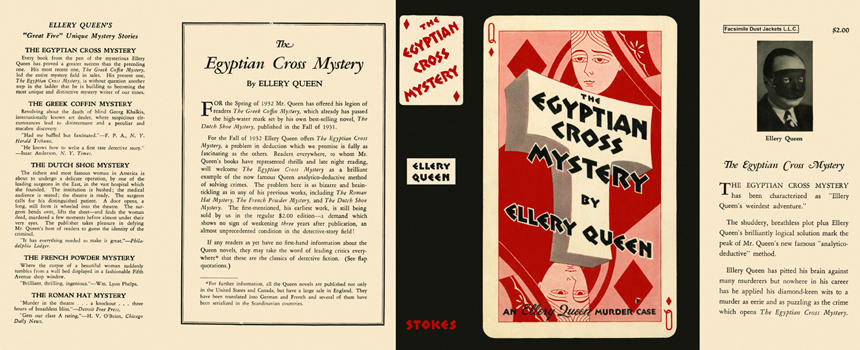 ELLERY QUEEN'S
"Great Five" Unique Mystery Stories
THE EGYPTIAN CROSS MYSTERY
Every book from the pen of the mysterious Ellery
Queen has proved a greater success than the preceding
one. His most recent one, The Greek Coffin Mystery,
led the entire mystery field in sales. His present one,
The Egyptian Cross Mystery, is without question another
step in the ladder that he is building to becoming the
most unique and distinctive mystery writer of our times.
THE GREEK COFFIN MYSTERY
Revolving about the death of blind Georg Khalkis,
internationally known art dealer, where suspicious cir-
cumstances lead to disinterment and a peculiar and
macabre discovery.
"Had me baffled but fascinated."—F. P. A., N. Y.
Herald Tribune.
"He knows how to write a first rate detective story."
—Isaac Anderson, N. Y. Times.
THE DUTCH SHOE MYSTERY
The richest and most famous woman in America is
about to undergo a delicate operation, by one of the
leading surgeons in the East, in the vast hospital which
she founded. The institution is hushed; the medical
audience is seated; the theatre is ready. The surgeon
calls for his distinguished patient. A door opens, a
long, still form is wheeled into the theatre. The sur-
geon bends over, lifts the sheet—and finds the woman
dead, murdered a few moments before almost under their
very eyes. The publisher takes pleasure in defying
Mr. Queen's host of readers to guess the identity of the
criminal.
"It has everything needed to make it great."—Phila-
delphia Ledger.
THE FRENCH POWDER MYSTERY
Where the corpse of a beautiful woman suddenly
tumbles from a wall bed displayed in a fashionable Fifth
Avenue shop window.
"Brilliant, thrilling, ingenious."—Wm. Lyon Phelps.
THE ROMAN HAT MYSTERY
"Murder in the theatre . . . a knockout . . . three
hours of breathless bliss."—Detroit Free Press.
"Gets our class A rating."—H. V. O'Brien, Chicago
Daily News.
The
Egyptian Cross Mystery
By ELLERY QUEEN
FOR the Spring of 1932 Mr. Queen has offered his legion of
readers The Greek Coffin Mystery, which already has passed
the high-water mark set by his own best-selling novel, The
Dutch Shoe Mystery, published in the Fall of 1931.
For the Fall of 1932 Ellery Queen offers The Egyptian Cross
Mystery, a problem in deduction which we promise is fully as
fascinating as the others. Readers everywhere, to whom Mr.
Queen's books have represented thrills and late night reading,
will welcome The Egyptian Cross Mystery as a brilliant
example of the now famous Queen analytico-deductive method
of solving crimes. The problem here is as bizarre and brain-
tickling as in any of his previous works, including The Roman
Hat Mystery, The French Powder Mystery, and The Dutch Shoe
Mystery. The first-mentioned, his earliest work, is still being
sold by us in the regular $2.00 edition—a demand which
shows no sign of weakening three years after publication, an
almost unprecedented condition in the detective-story field!
If any readers as yet have no first-hand information about the
Queen novels, they may take the word of leading critics every-
where* that these are the classics of detective fiction. (See flap
quotations.)
*For further information, all the Queen novels are published not only
in the United States and Canada, but have a large sale in England. They
have been translated into German and French and several of them have
been serialized in the Scandinavian countries.
THE
EGYPTIAN
CROSS
MYSTERY
ELLERY
QUEEN
STOKES
Q
THE
EGYPTIAN
CROSS
MYSTERY
BY
ELLERY QUEEN
AN Ellery Queen MURDER CASE
Q
Facsimile Dust Jackets L.L.C.
$2.00
Ellery Queen
The Egyptian Cross Mystery
THE EGYPTIAN CROSS MYSTERY
has been characterized as "Ellery
Queen's weirdest adventure."
The shuddery, breathless plot plus Ellery
Queen's brilliantly logical solution mark the
peak of Mr. Queen's new famous "analytico-
deductive" method.
Ellery Queen has pitted his brain against
many murderers but nowhere in his career
has he applied his diamond-keen wits to a
murder as eerie and as puzzling as the crime
which opens The Egyptian Cross Mystery.